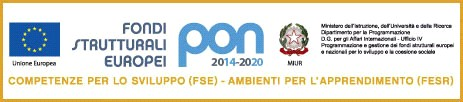 FONDI
STRUTTURALI
EUROPEI
pon
2014-2020
Unione Europea
MIUR
Ministero dell'Istruzione, dell'Università e della Ricerca
Dipartimento per la Programmazione
D.G. per gli Affari Internazionali - Ufficio IV
Programmazione e gestione dei fondi strutturali europei
e nazionali per lo sviluppo e la coesione sociale
COMPETENZE PER LO SVILUPPO (FSE) - AMBIENTI PER L'APPRENDIMENTO (FESR)